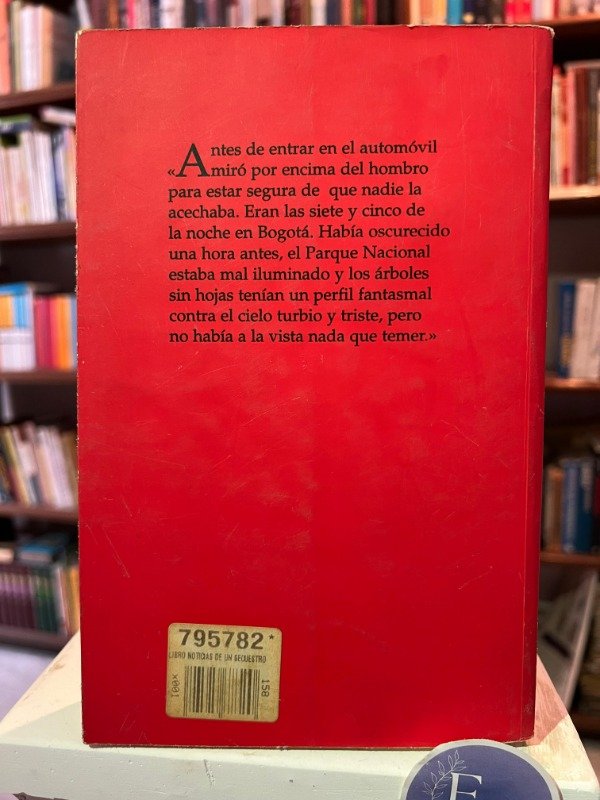 Antes de entrar en el automóvil
«miró por encima del hombro
para estar segura de que nadie la
acechaba. Eran las siete y cinco de
la noche en Bogotá. Había oscurecido
una hora antes, el Parque Nacional
estaba mal iluminado y los árboles
sin hojas tenían un perfil fantasmal
contra el cielo turbio y triste, pero
no había a la vista nada que temer.»
795782*
LIBRO NOTICIAS DE UN SECUESTRO
x001
158
E